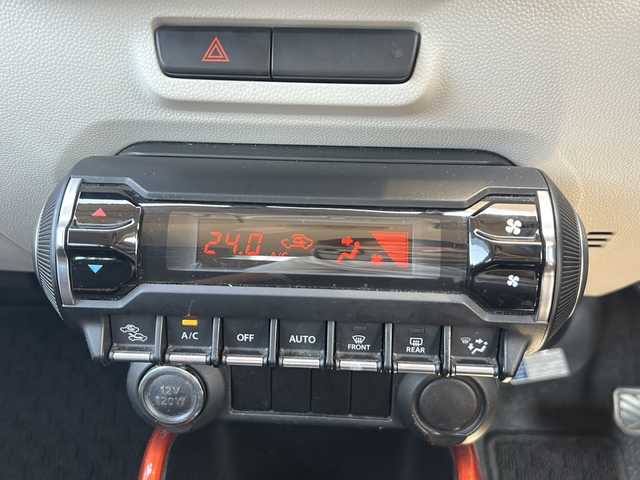 24.0
A/C
OFF
AUTO
FRONT
REAR
12V
120W